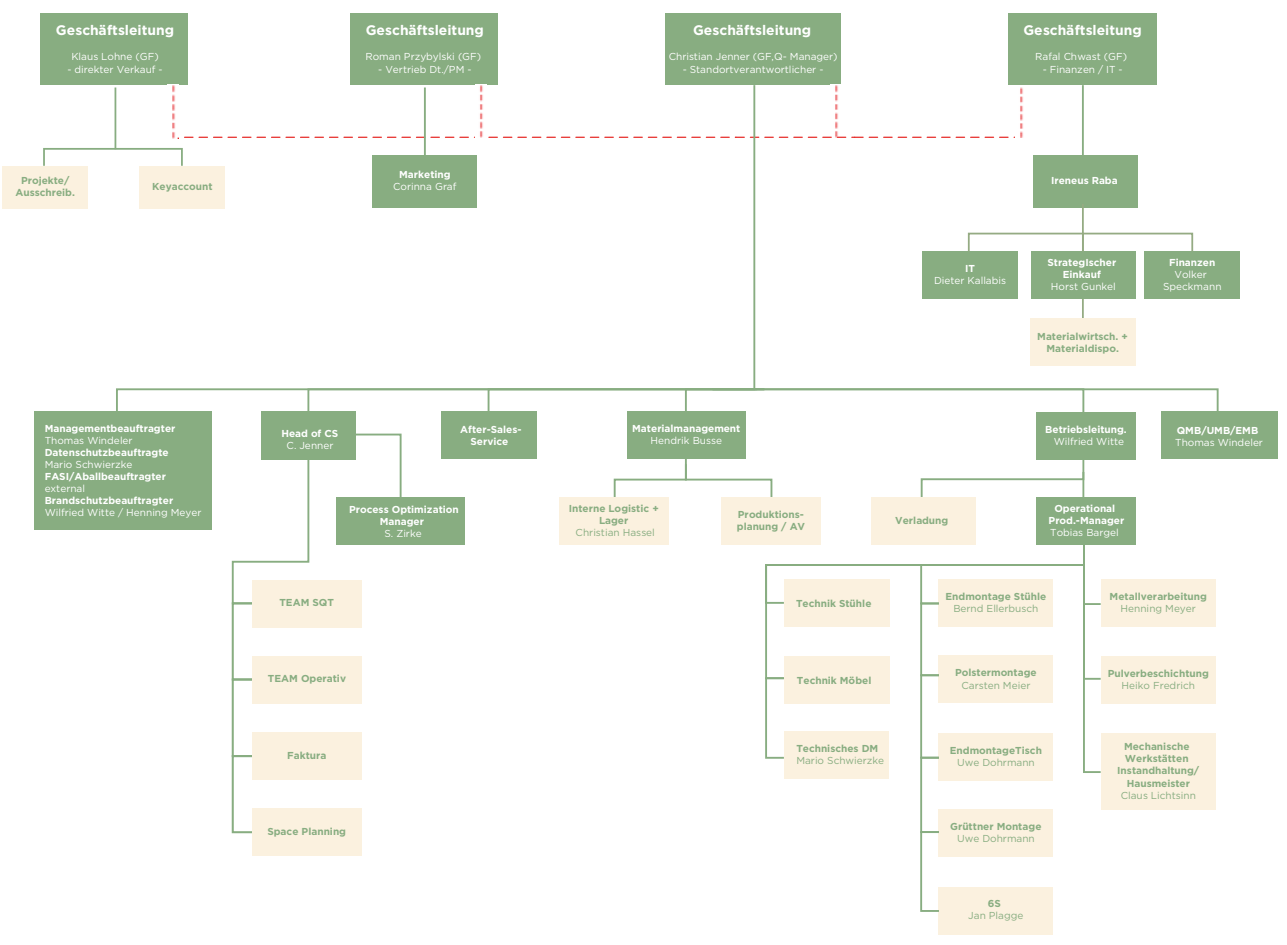 Geschäftsleitung
Klaus Lohne (GF)
- direkter Verkauf -
Geschäftsleitung
Roman Przybylski (GF)
- Vertrieb Dt./PM -
Geschäftsleitung
Christian Jenner (GF,Q- Manager)
- Standortverantwortlicher -
Geschäftsleitung
Rafal Chwast (GF)
- Finanzen / IT -
Projekte/
Ausschreib.
Keyaccount
Marketing
Corinna Graf
Ireneus Raba
IT
Dieter Kallabis
StrategIscher
Einkauf
Horst Gunkel
Finanzen
Volker
Speckmann
Materialwirtsch. +
Materialdispo.
Managementbeauftragter
Thomas Windeler
Datenschutzbeauftragte
Mario Schwierzke
FASI/Aballbeauftragter
external
Brandschutzbeauftragter
Wilfried Witte / Henning Meyer
Head of CS
C. Jenner
After-Sales-
Service
Materialmanagement
Hendrik Busse
Betriebsleitung.
Wilfried Witte
QMB/UMB/EMB
Thomas Windeler
Process Optimization
Manager
S. Zirke
Interne Logistic +
Lager
Christian Hassel
Produktions-
planung / AV
Verladung
Operational
Prod.-Manager
Tobias Bargel
TEAM SQT
TEAM Operativ
Faktura
Space Planning
Technik Stühle
Technik Möbel
Technisches DM
Mario Schwierzke
Endmontage Stühle
Bernd Ellerbusch
Polstermontage
Carsten Meier
EndmontageTisch
Uwe Dohrmann
Grüttner Montage
Uwe Dohrmann
6S
Jan Plagge
Metallverarbeitung
Henning Meyer
Pulverbeschichtung
Heiko Fredrich
Mechanische
Werkstätten
Instandhaltung/
Hausmeister
Claus Lichtsinn